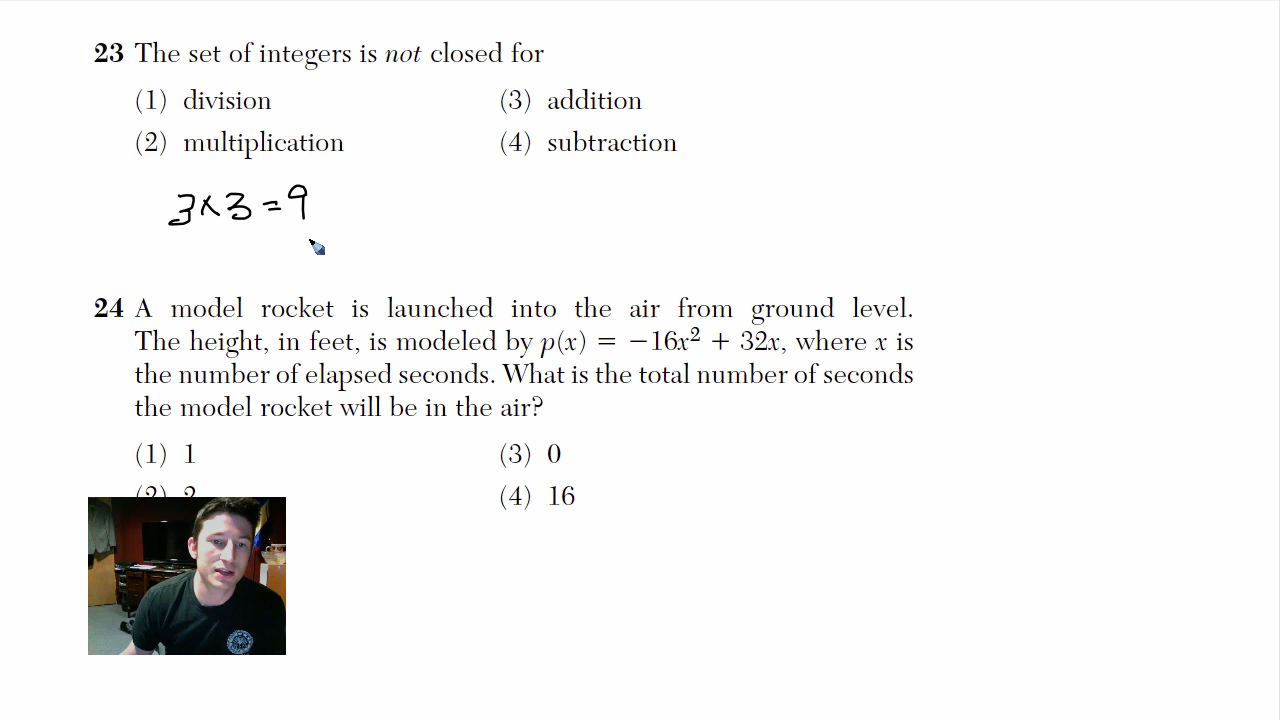 23 The set of integers is not closed for
(1) division (3) addition
(2) multiplication (4) subtraction
3×3=9
24 A model rocket is launched into the air from ground level.
The height, in feet, is modeled by p(x) = −16x² + 32x, where x is
the number of elapsed seconds. What is the total number of seconds
the model rocket will be in the air?
(1) 1 (3) 0
(2) 2 (4) 16